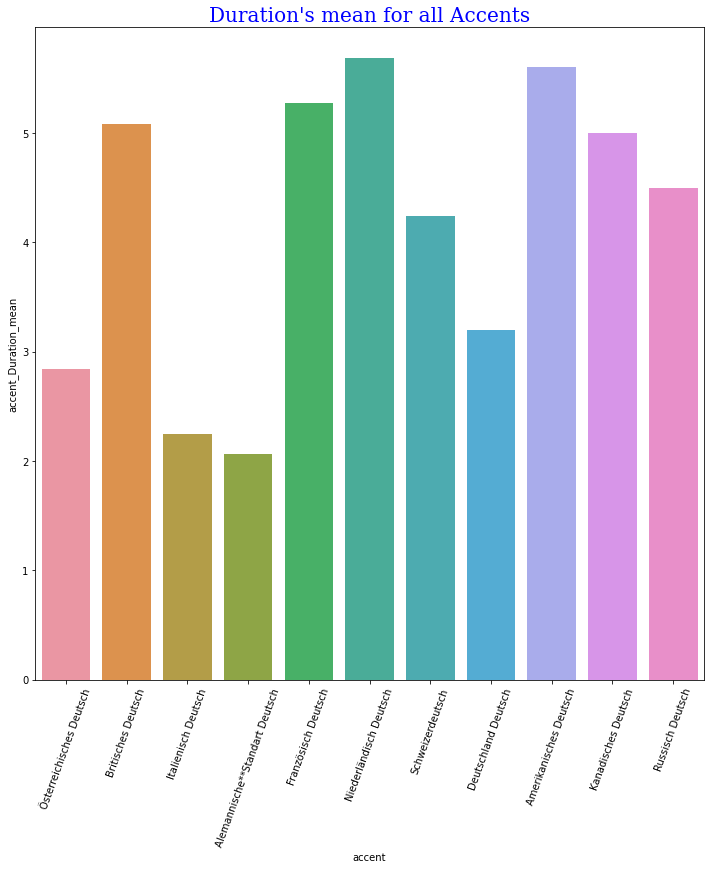 Duration's mean for all Accents
accent_Duration_mean
5
4
3
2
1
0
Österreichisches Deutsch
Britisches Deutsch
Italienisch Deutsch
Alemannische**Standart Deutsch
Französisch Deutsch
Niederländisch Deutsch
Schweizerdeutsch
Deutschland Deutsch
Amerikanisches Deutsch
Kanadisches Deutsch
Russisch Deutsch
accent